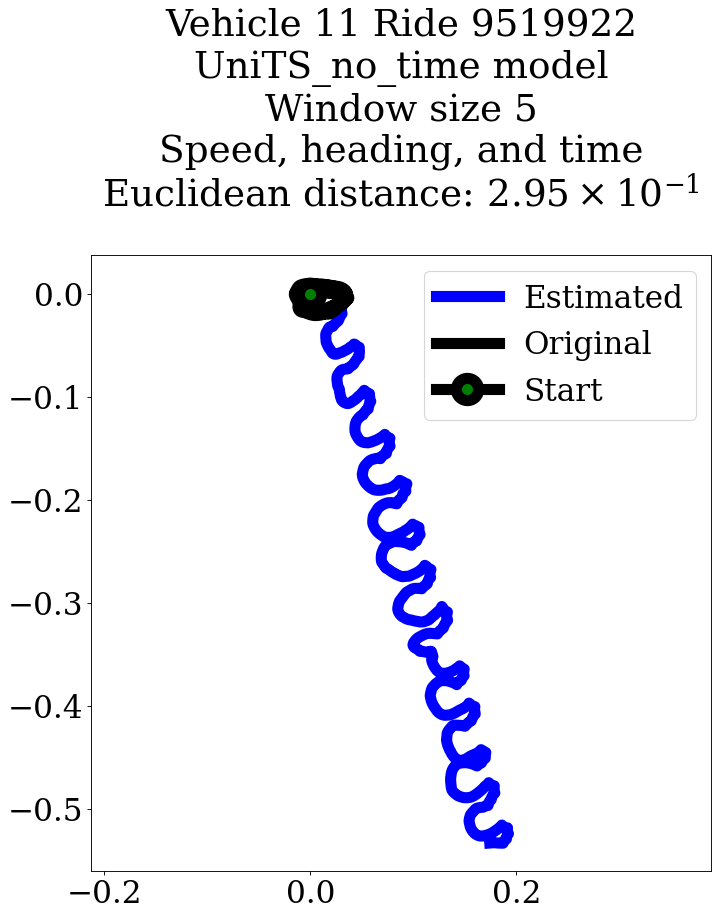 Vehicle 11 Ride 9519922
UniTS_no_time model
Window size 5
Speed, heading, and time
Euclidean distance: 2.95 × 10⁻¹
Estimated
Original
Start
0.0
−0.1
−0.2
−0.3
−0.4
−0.5
−0.2
0.0
0.2